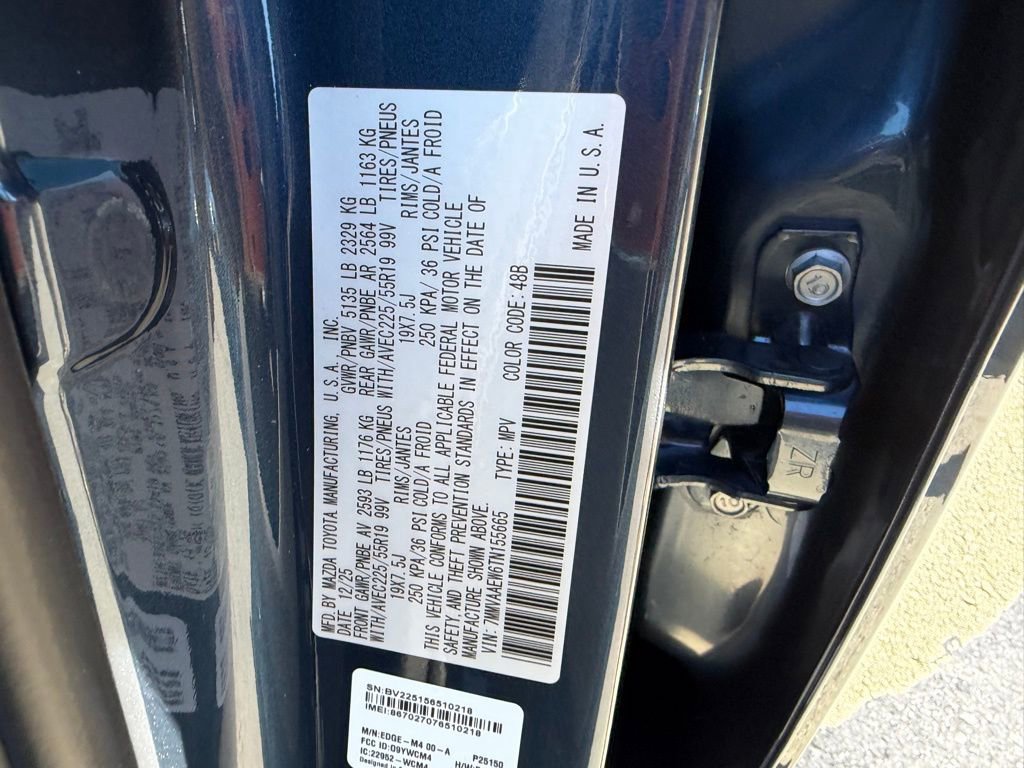 MFD. BY MAZDA TOYOTA MANUFACTURING, U.S.A., INC.
DATE 12/25 GVWR/PNBV 5135 LB 2329 KG
FRONT GAWR/PNBE AV 2593 LB 1176 KG REAR GAWR/PNBE AR 2564 LB 1163 KG
WITH/AVEC225/55R19 99V TIRES/PNEUS WITH/AVEC225/55R19 99V TIRES/PNEUS
19X7.5J RIMS/JANTES 19X7.5J RIMS/JANTES
250 KPA/36 PSI COLD/A FROID 250 KPA/ 36 PSI COLD/A FROID
THIS VEHICLE CONFORMS TO ALL APPLICABLE FEDERAL MOTOR VEHICLE
SAFETY AND THEFT PREVENTION STANDARDS IN EFFECT ON THE DATE OF
MANUFACTURE SHOWN ABOVE.
VIN: 7MMVAAEW6TN155665 TYPE: MPV COLOR CODE: 48B
MADE IN U.S.A.
SN:BV225156510218
IMEI:867027076510218
M/N:EDGE-M4 00-A P25150
FCC ID:O9YWCM4
IC:22952-WCM4
Designed in
19
ZR